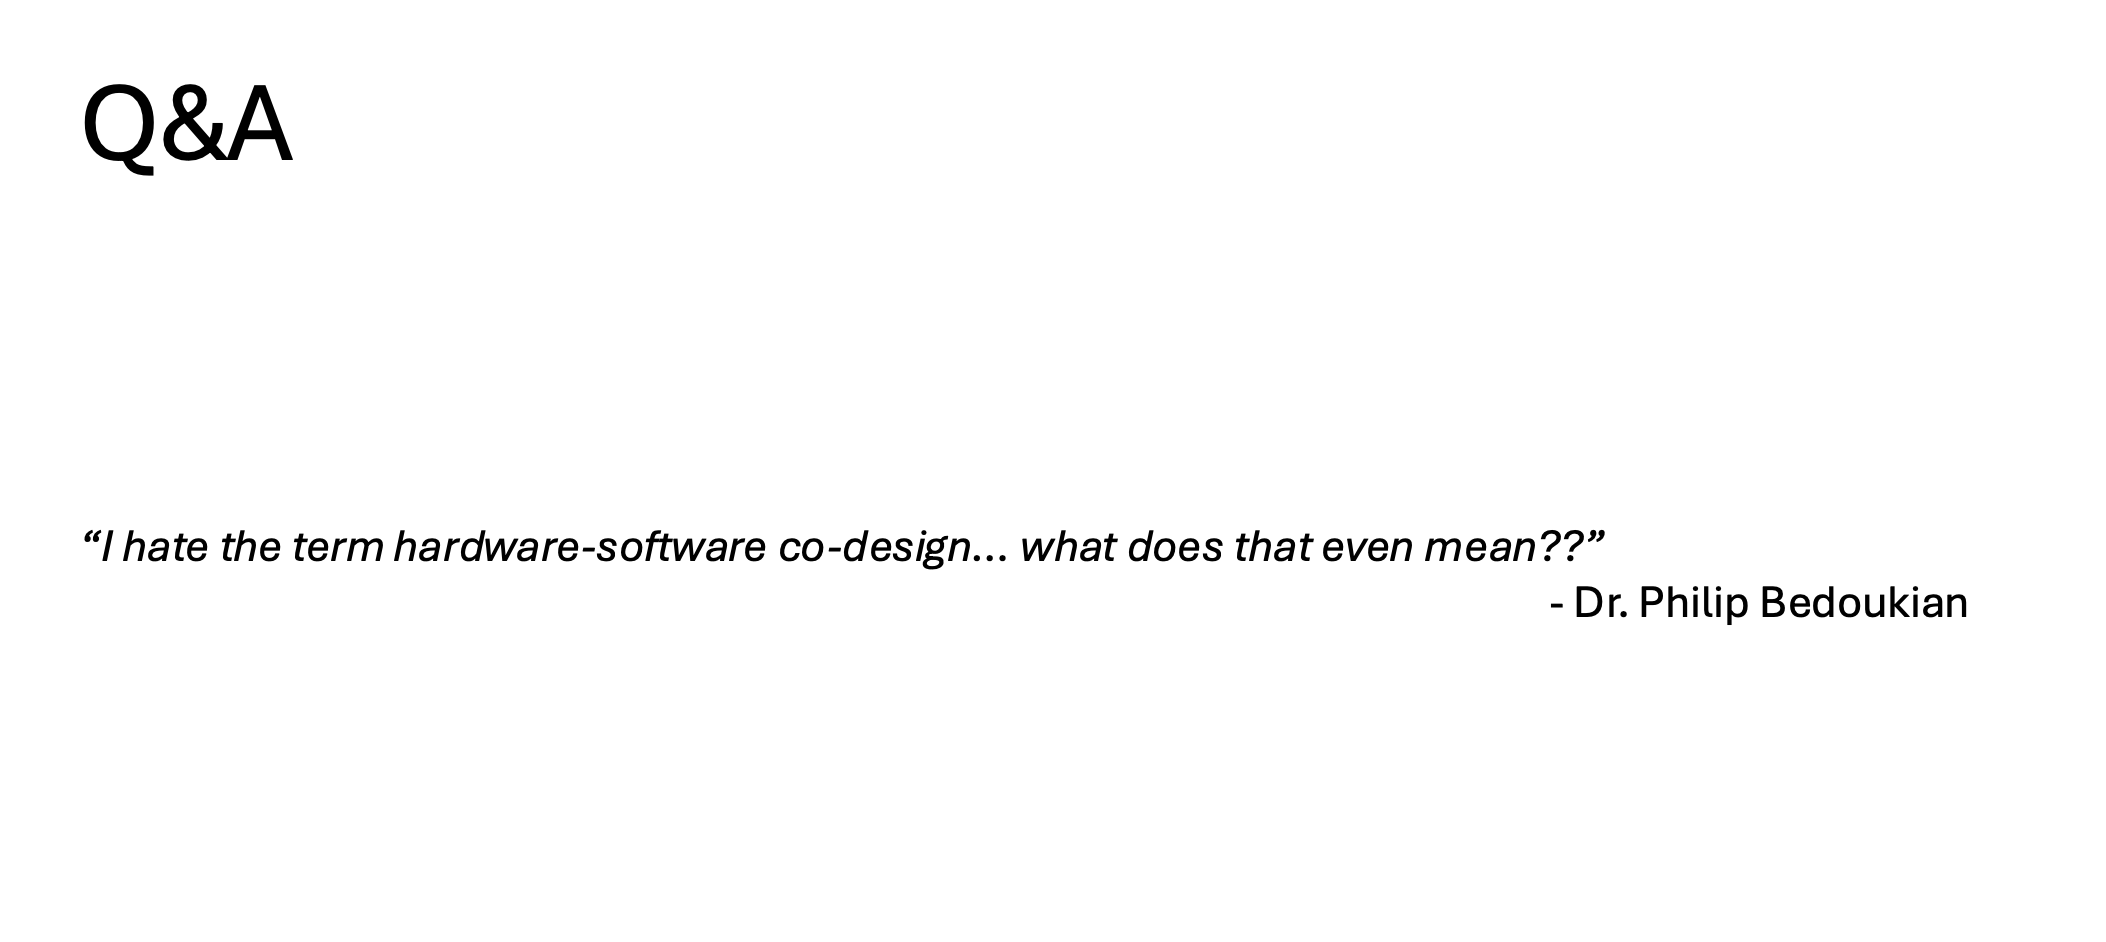 Q&A
“I hate the term hardware-software co-design... what does that even mean??”
- Dr. Philip Bedoukian